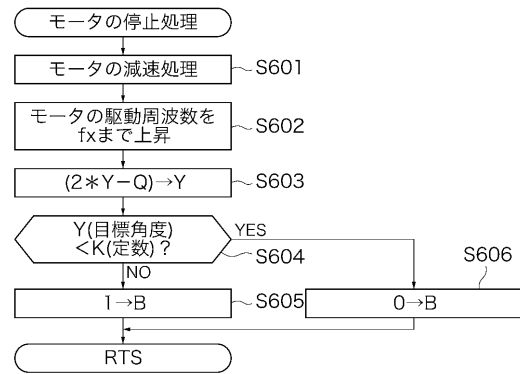 モータの停止処理
モータの減速処理
S601
モータの駆動周波数を
fxまで上昇
S602
(2*Y-Q)→Y
S603
Y(目標角度)
<K(定数)?
YES
S604
NO
S606
1→B
S605
0→B
RTS